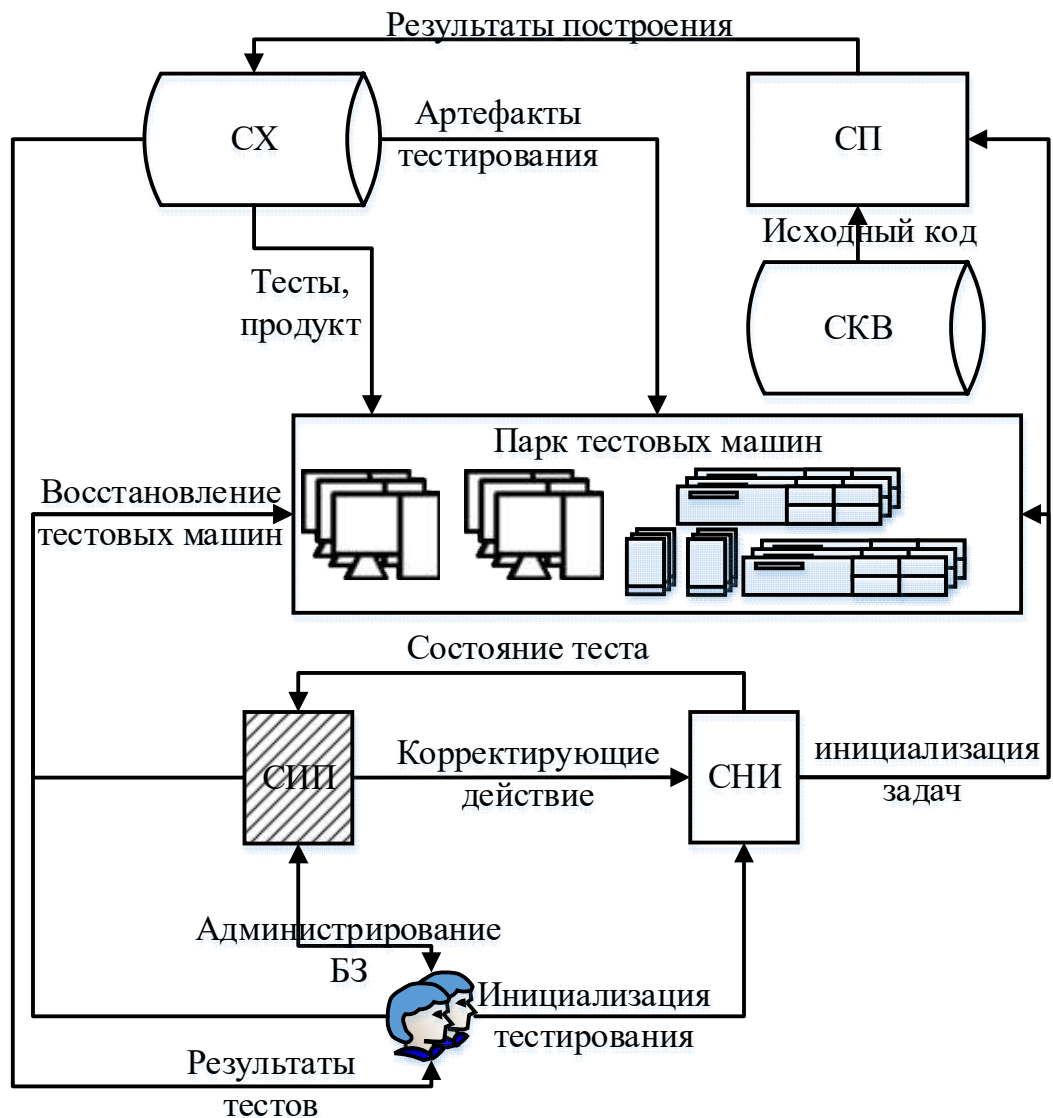 Результаты построения
СХ
Артефакты
тестирования
СП
Исходный код
Тесты,
продукт
СКВ
Парк тестовых машин
Восстановление
тестовых машин
Состояние теста
СИП
Корректирующие
действие
СНИ
инициализация
задач
Администрирование
БЗ
Инициализация
тестирования
Результаты
тестов